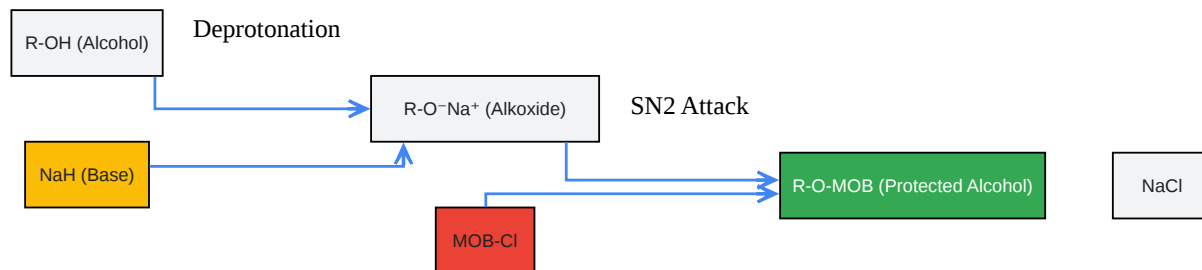 R-OH (Alcohol)
Deprotonation
R-O⁻Na⁺ (Alkoxide)
SN2 Attack
NaH (Base)
R-O-MOB (Protected Alcohol)
NaCl
MOB-Cl